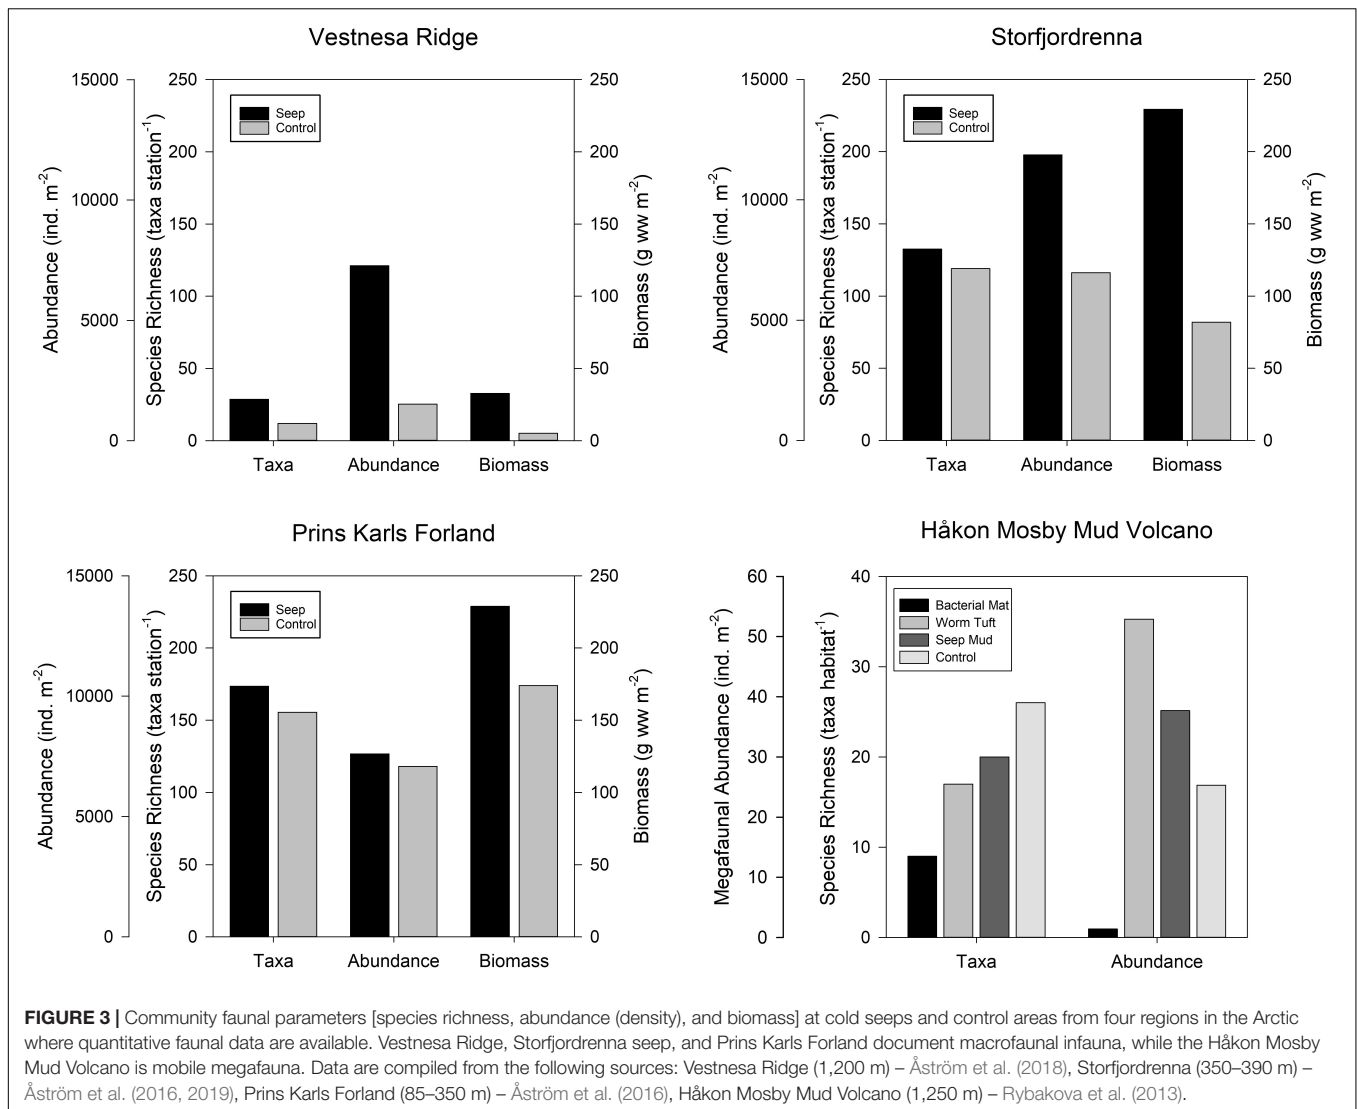 Vestnesa Ridge
Abundance (ind. m-2)
15000
10000
5000
0
Species Richness (taxa station-1)
250
200
150
100
50
0
Seep
Control
250
200
150
100
50
0
Biomass (g ww m-2)
Taxa Abundance Biomass
Storfjordrenna
Abundance (ind. m-2)
15000
10000
5000
0
Species Richness (taxa station-1)
250
200
150
100
50
0
Seep
Control
250
200
150
100
50
0
Biomass (g ww m-2)
Taxa Abundance Biomass
Prins Karls Forland
Abundance (ind. m-2)
15000
10000
5000
0
Species Richness (taxa station-1)
250
200
150
100
50
0
Seep
Control
250
200
150
100
50
0
Biomass (g ww m-2)
Taxa Abundance Biomass
Håkon Mosby Mud Volcano
Megafaunal Abundance (ind. m-2)
60
50
40
30
20
10
0
Species Richness (taxa habitat-1)
40
30
20
10
0
Bacterial Mat
Worm Tuft
Seep Mud
Control
Taxa Abundance
FIGURE 3 | Community faunal parameters [species richness, abundance (density), and biomass] at cold seeps and control areas from four regions in the Arctic
where quantitative faunal data are available. Vestnesa Ridge, Storfjordrenna seep, and Prins Karls Forland document macrofaunal infauna, while the Håkon Mosby
Mud Volcano is mobile megafauna. Data are compiled from the following sources: Vestnesa Ridge (1,200 m) – Åström et al. (2018), Storfjordrenna (350–390 m) –
Åström et al. (2016, 2019), Prins Karls Forland (85–350 m) – Åström et al. (2016), Håkon Mosby Mud Volcano (1,250 m) – Rybakova et al. (2013).